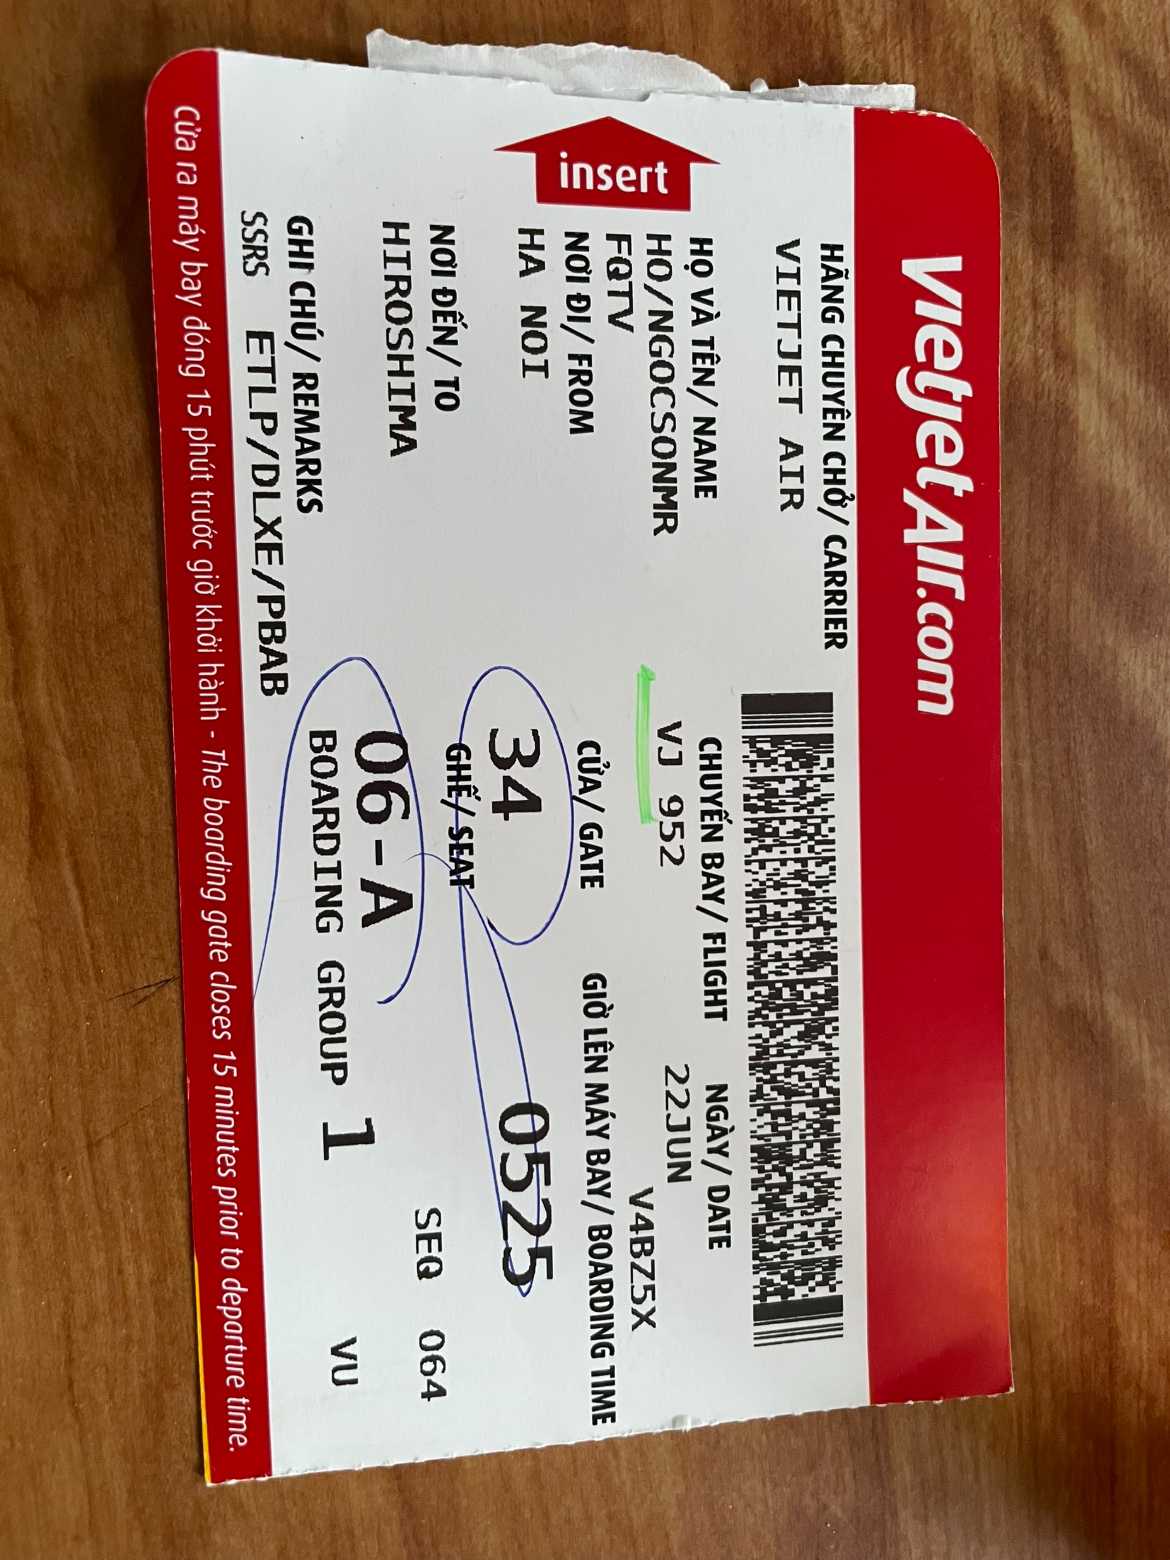 vietjetAir.com
HÃNG CHUYÊN CHỞ/ CARRIER
VIETJET AIR
HỌ VÀ TÊN/ NAME
HO/NGOCSONMR
FQTV
CHUYẾN BAY/ FLIGHT
VJ 952
NGÀY/ DATE
22JUN
V4BZ5X
NƠI ĐI/ FROM
HA NOI
CỬA/ GATE
34
GIỜ LÊN MÁY BAY/ BOARDING TIME
0525
NƠI ĐẾN/ TO
HIROSHIMA
GHẾ/ SEAT
06-A
SEQ 064
GHI CHÚ/ REMARKS
BOARDING GROUP 1
VU
SSRS ETLP/DLXE/PBAB
insert
Cửa ra máy bay đóng 15 phút trước giờ khởi hành - The boarding gate closes 15 minutes prior to departure time.